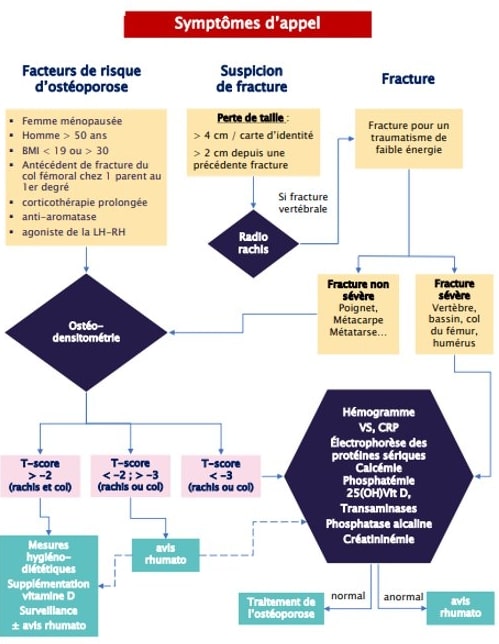 Symptômes d'appel
Facteurs de risque
d'ostéoporose
Femme ménopausée
Homme > 50 ans
BMI < 19 ou > 30
Antécédent de fracture du
col fémoral chez 1 parent au
1er degré
corticothérapie prolongée
anti-aromatase
agoniste de la LH-RH
Suspicion
de fracture
Perte de taille :
> 4 cm / carte d'identité
> 2 cm depuis une
précédente fracture
Fracture
Fracture pour un
traumatisme de
faible énergie
Si fracture
vertébrale
Radio
rachis
Fracture non
sévère
Poignet,
Métacarpe
Métatarse...
Fracture
sévère
Vertèbre,
bassin, col
du fémur,
humérus
Ostéo-
densitométrie
T-score
> -2
(rachis et col)
T-score
< -2 ; > -3
(rachis ou col)
T-score
< -3
(rachis ou col)
Hémogramme
VS, CRP
Électrophorèse des
protéines sériques
Calcémie
Phosphatémie
25(OH)Vit D,
Transaminases
Phosphatase alcaline
Créatininémie
Mesures
hygiéno-
diététiques
Supplémentation
vitamine D
Surveillance
± avis rhumato
avis
rhumato
normal
anormal
Traitement de
l'ostéoporose
avis
rhumato